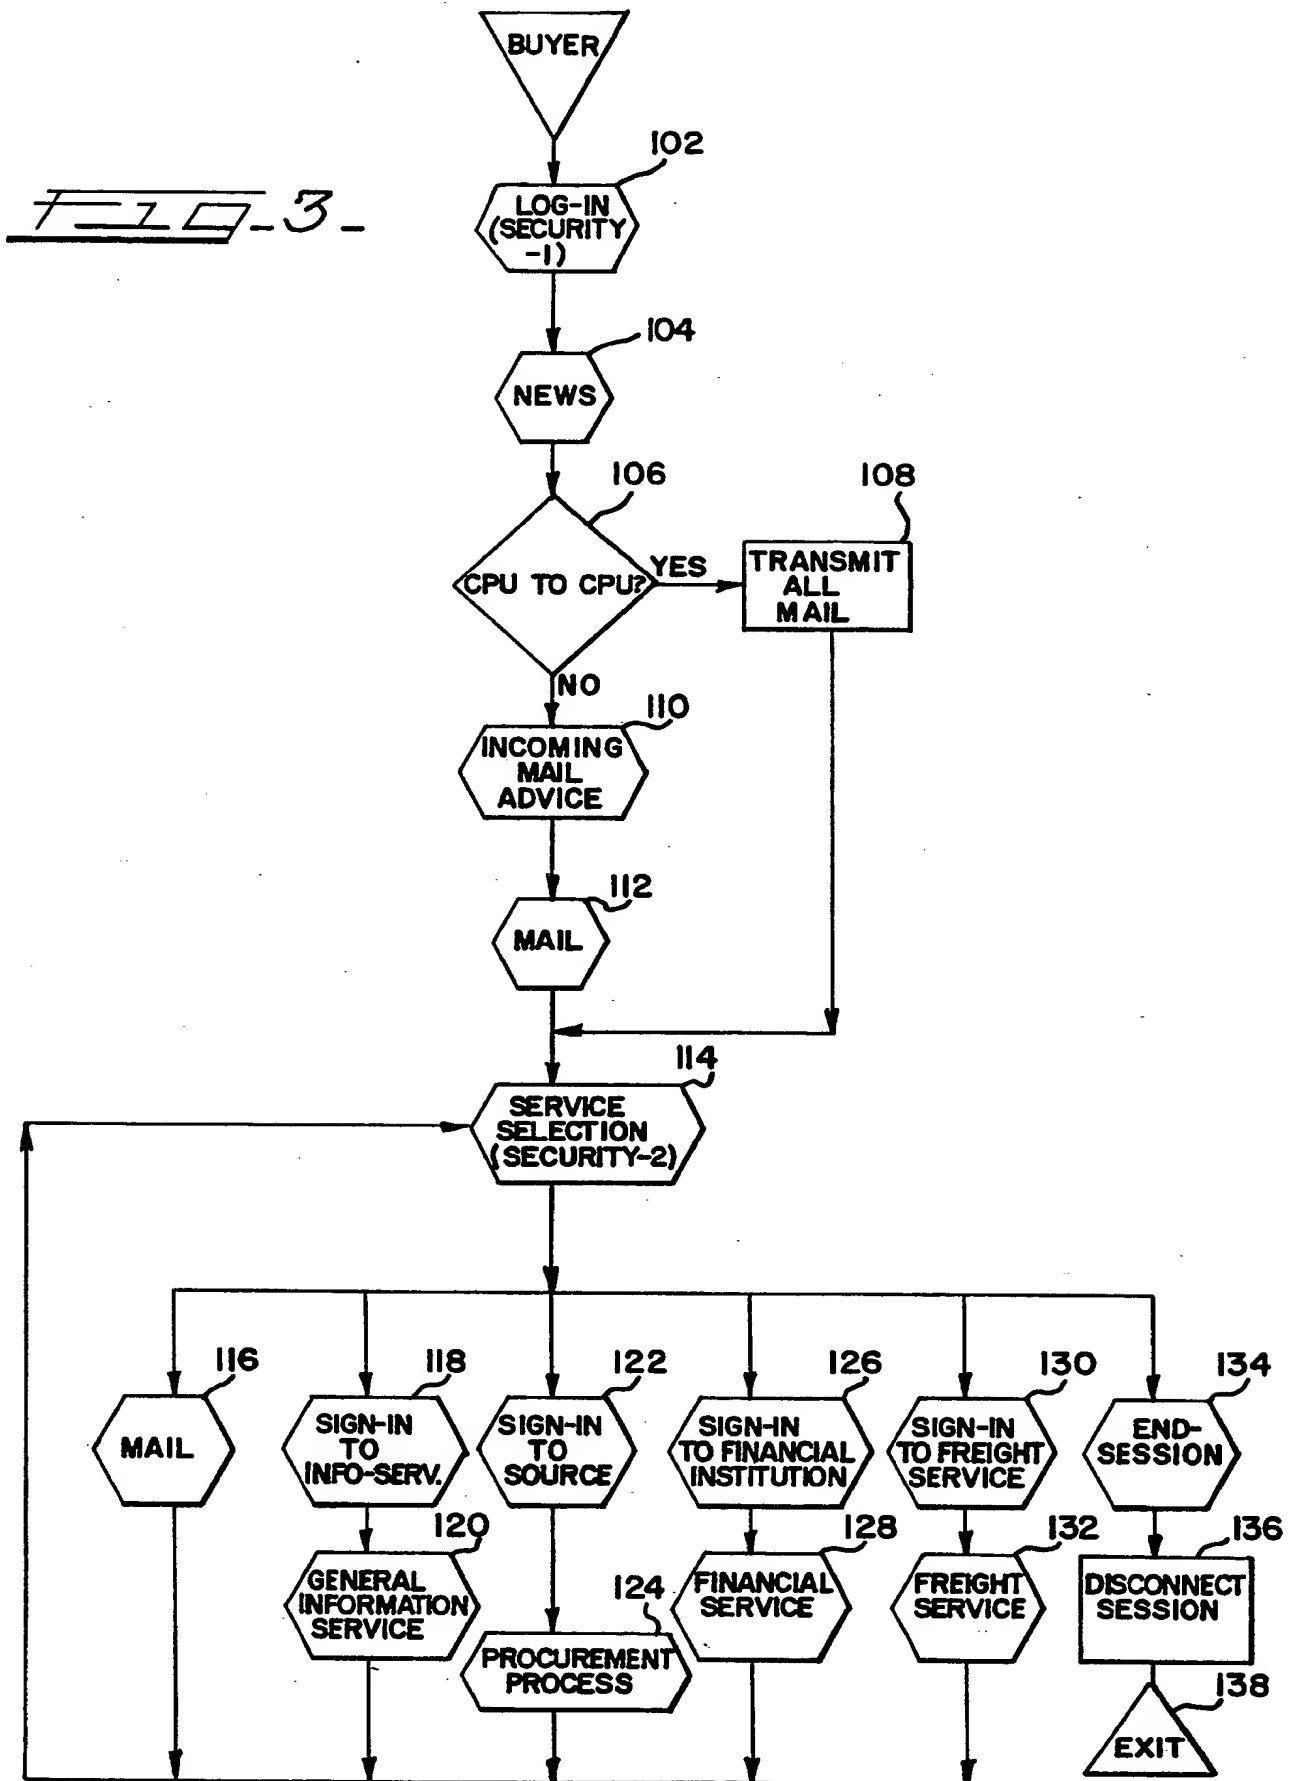 BUYER
102
Fig-3-
LOG-IN
(SECURITY
-1)
104
NEWS
106
108
CPU TO CPU?
YES
TRANSMIT
ALL
MAIL
NO
110
INCOMING
MAIL
ADVICE
112
MAIL
114
SERVICE
SELECTION
(SECURITY-2)
116
118
122
126
130
134
MAIL
SIGN-IN
TO
INFO-SERV.
SIGN-IN
TO
SOURCE
SIGN-IN
TO FINANCIAL
INSTITUTION
SIGN-IN
TO FREIGHT
SERVICE
END-
SESSION
120
124
128
132
136
GENERAL
INFORMATION
SERVICE
PROCUREMENT
PROCESS
FINANCIAL
SERVICE
FREIGHT
SERVICE
DISCONNECT
SESSION
138
EXIT